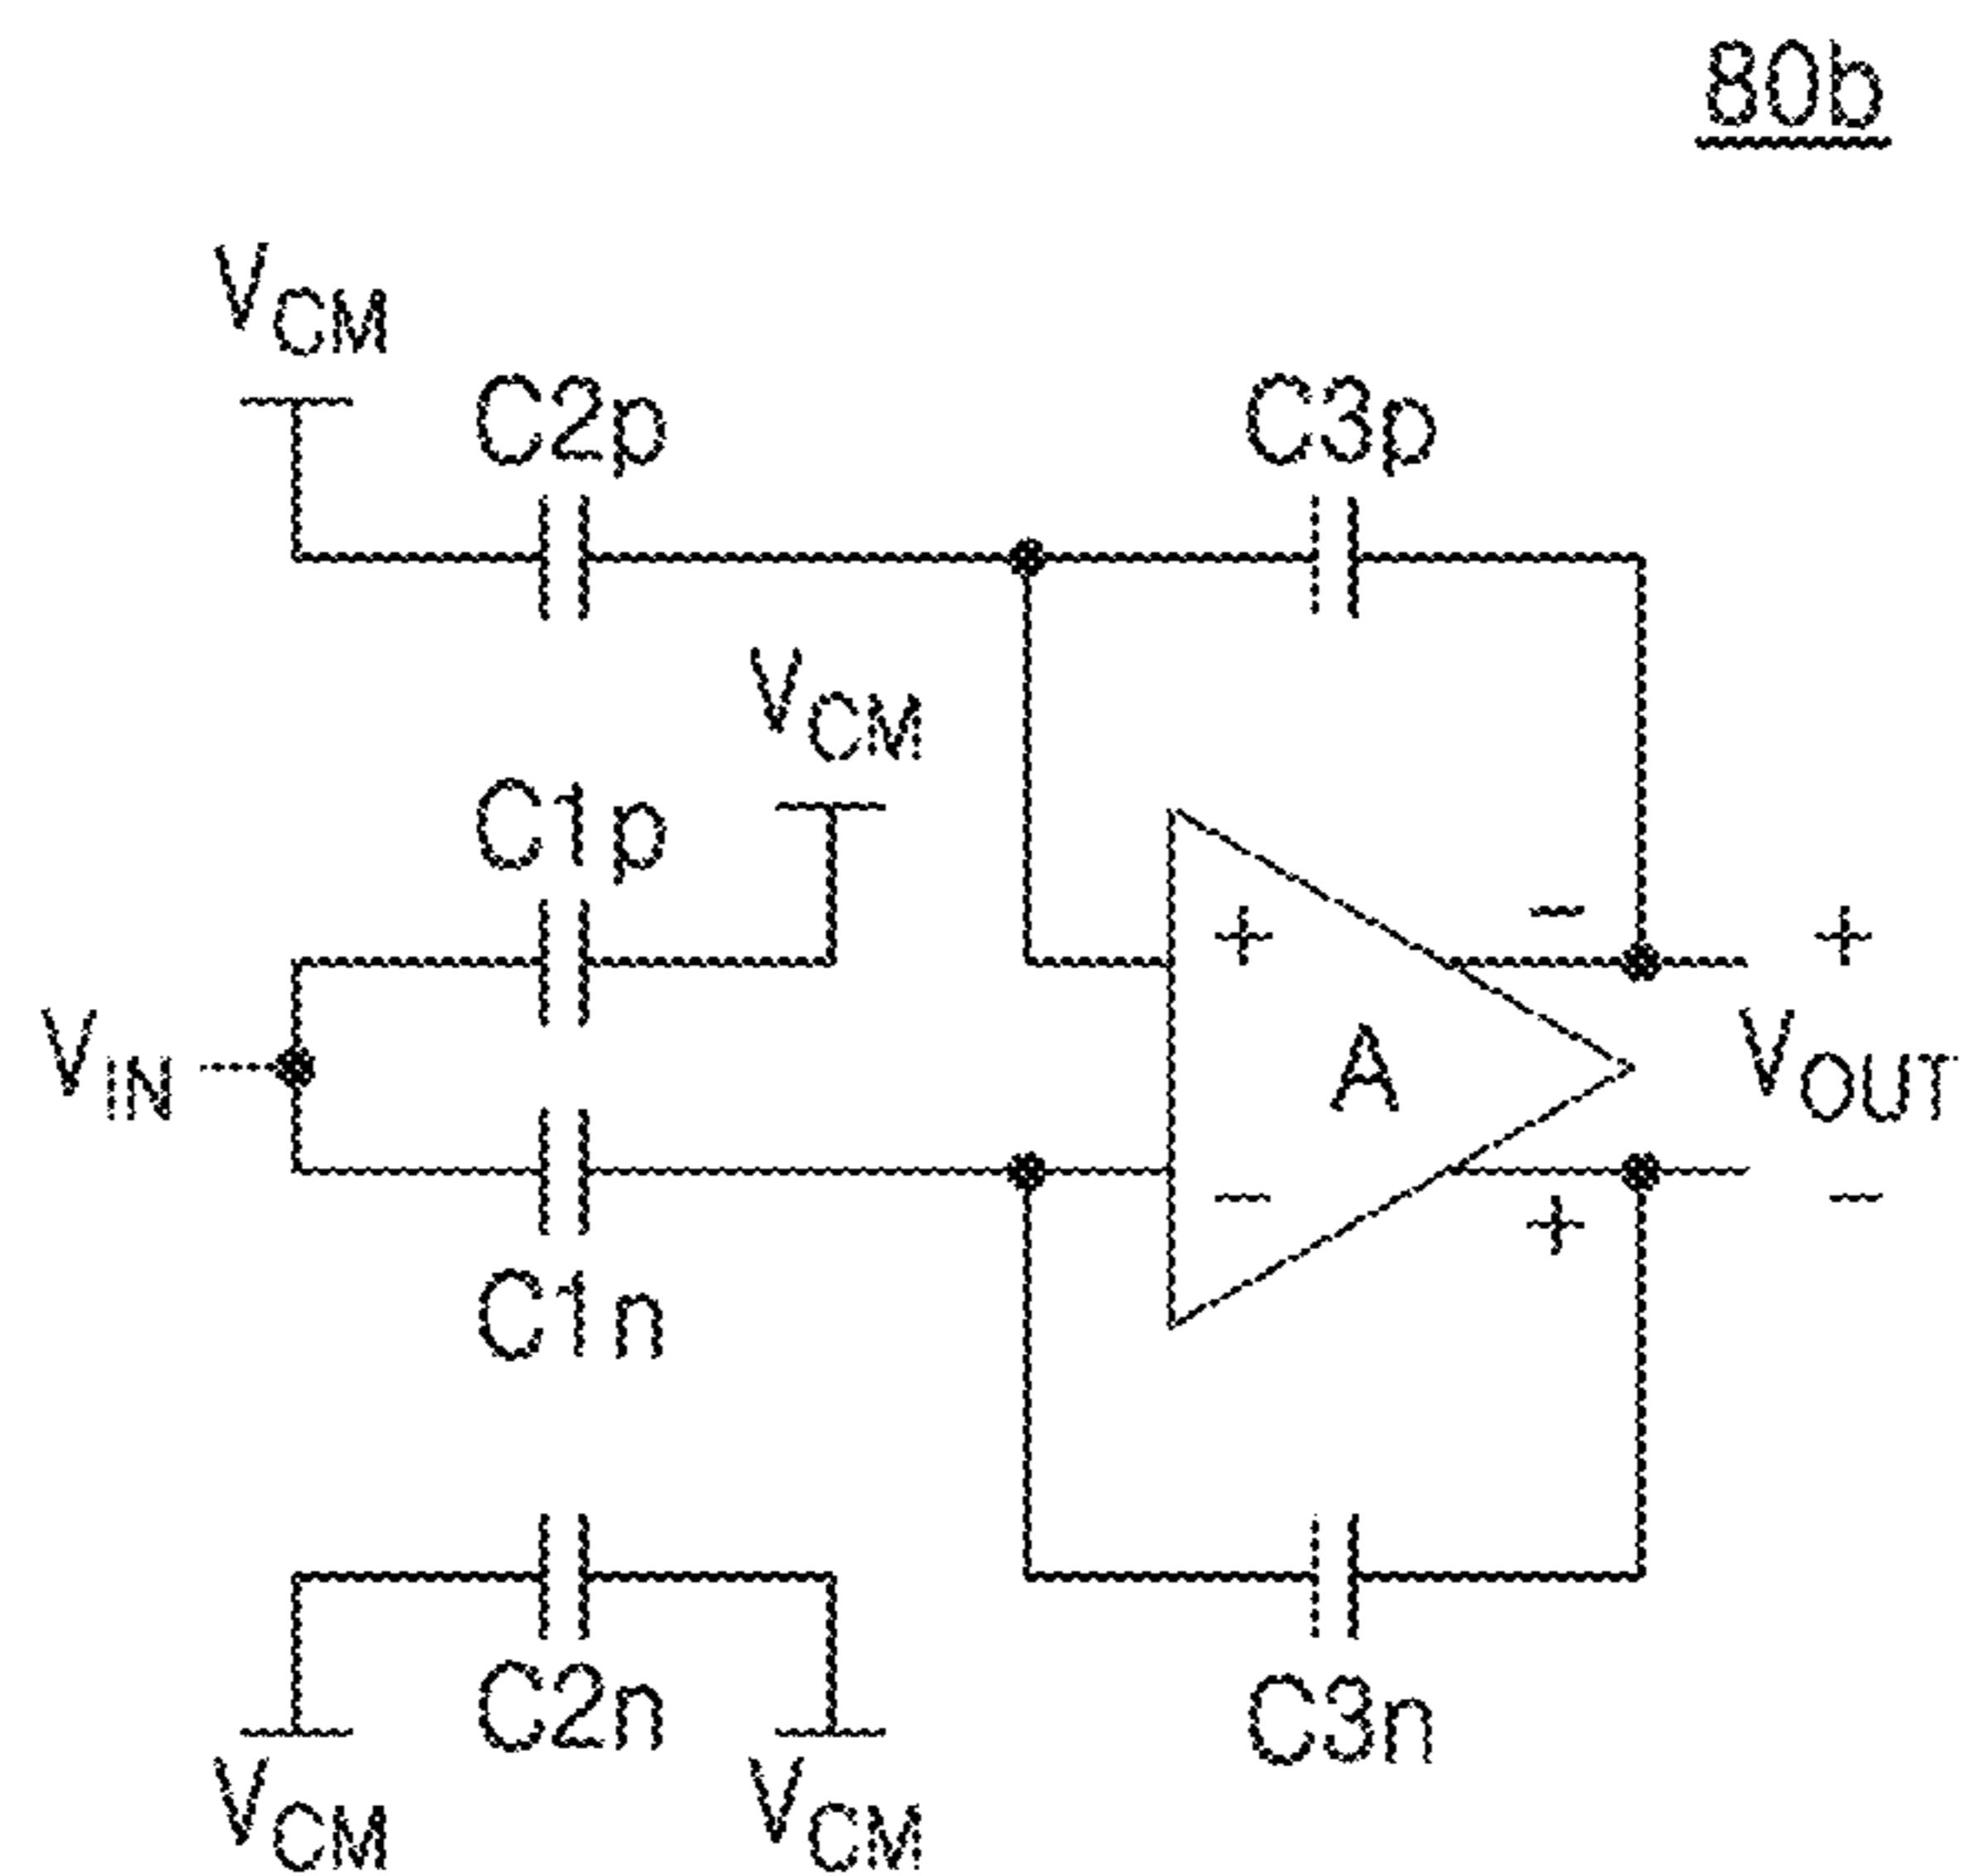 80b
VCM
C2p
C3p
VCM
C1p
+
−
+
VIN
A
VOUT
−
+
−
C1n
C2n
C3n
VCM
VCM